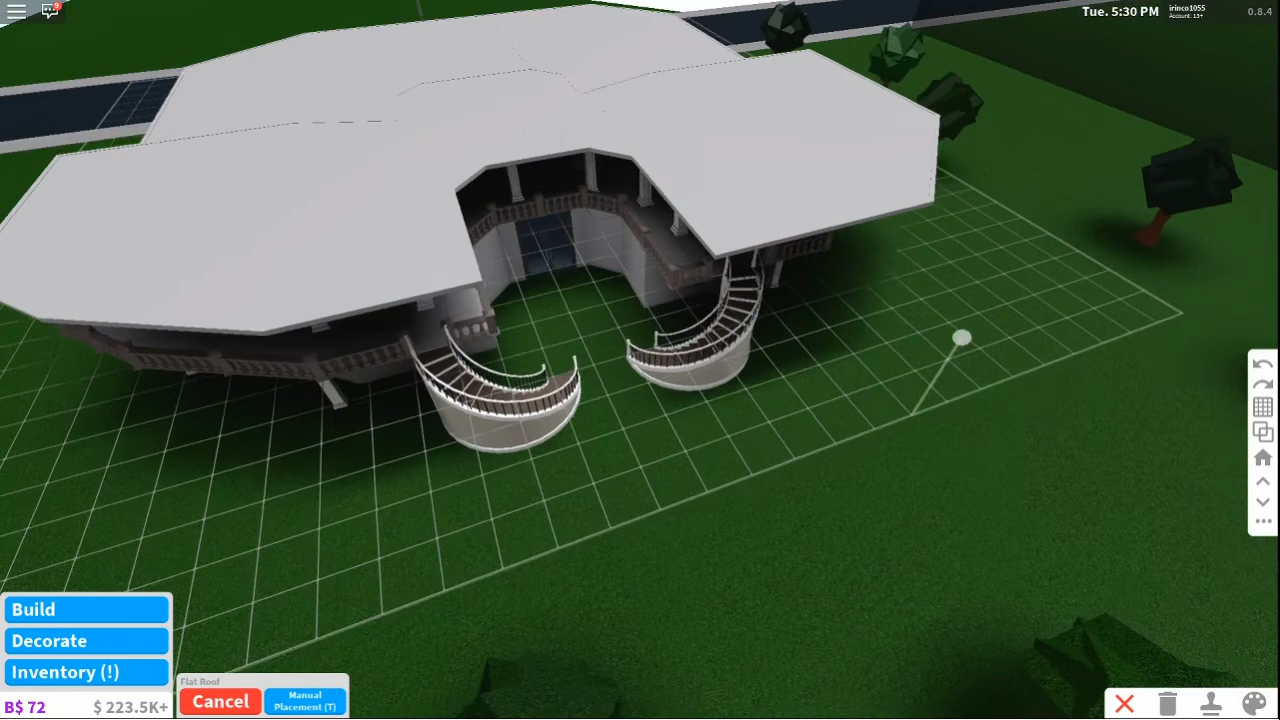 9
Tue. 5:30 PM
irinco1055
Account: 13+
0.8.4
Build
Decorate
Inventory (!)
B$ 72
$ 223.5K+
Flat Roof
Cancel
Manual
Placement (T)